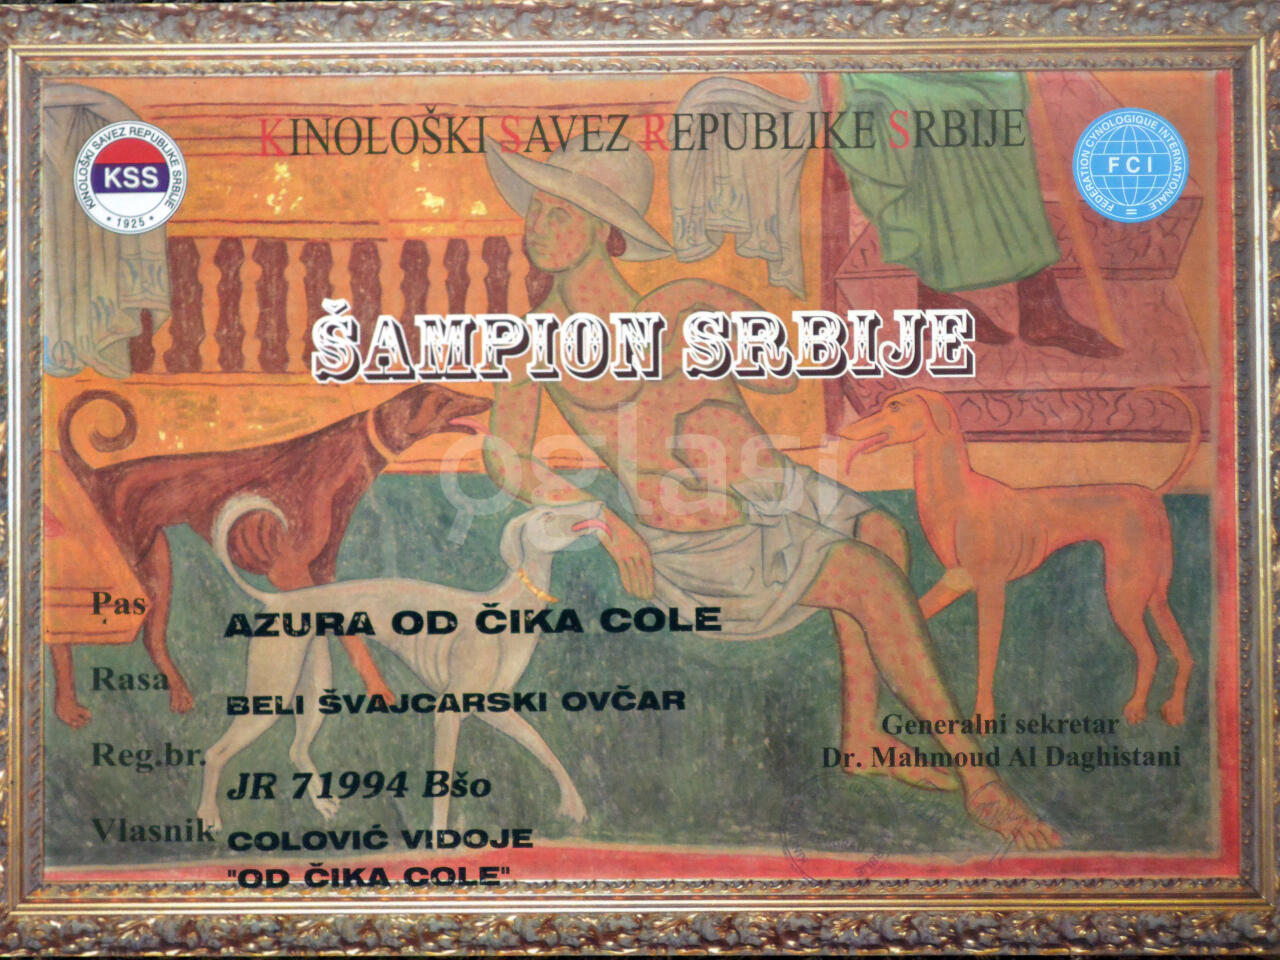 KINOLOŠKI SAVEZ REPUBLIKE SRBIJE
KINOLOŠKI SAVEZ REPUBLIKE SRBIJE
KSS
• 1925 •
FEDERATION CYNOLOGIQUE INTERNATIONALE
FCI
ŠAMPION SRBIJE
oglasi
Pas
AZURA OD ČIKA COLE
Rasa
BELI ŠVAJCARSKI OVČAR
Reg.br.
JR 71994 Bšo
Vlasnik
COLOVIĆ VIDOJE
"OD ČIKA COLE"
Generalni sekretar
Dr. Mahmoud Al Daghistani